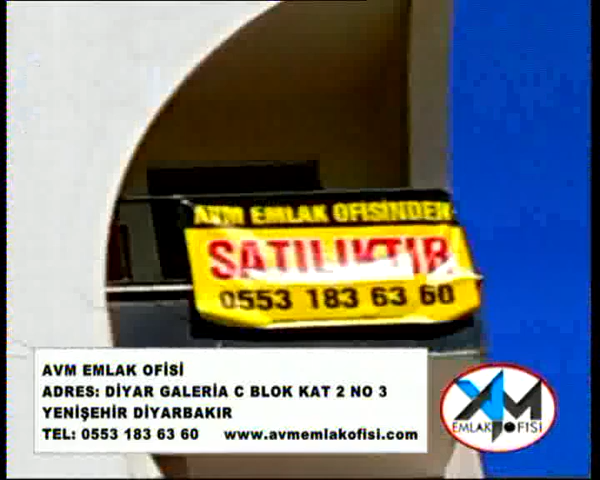 AVM EMLAK OFİSİNDEN
SATILIKTIR
0553 183 63 60
AVM EMLAK OFİSİ
ADRES: DİYAR GALERİA C BLOK KAT 2 NO 3
YENİŞEHİR DİYARBAKIR
TEL: 0553 183 63 60 www.avmemlakofisi.com
AVM
EMLAK OFİSİ